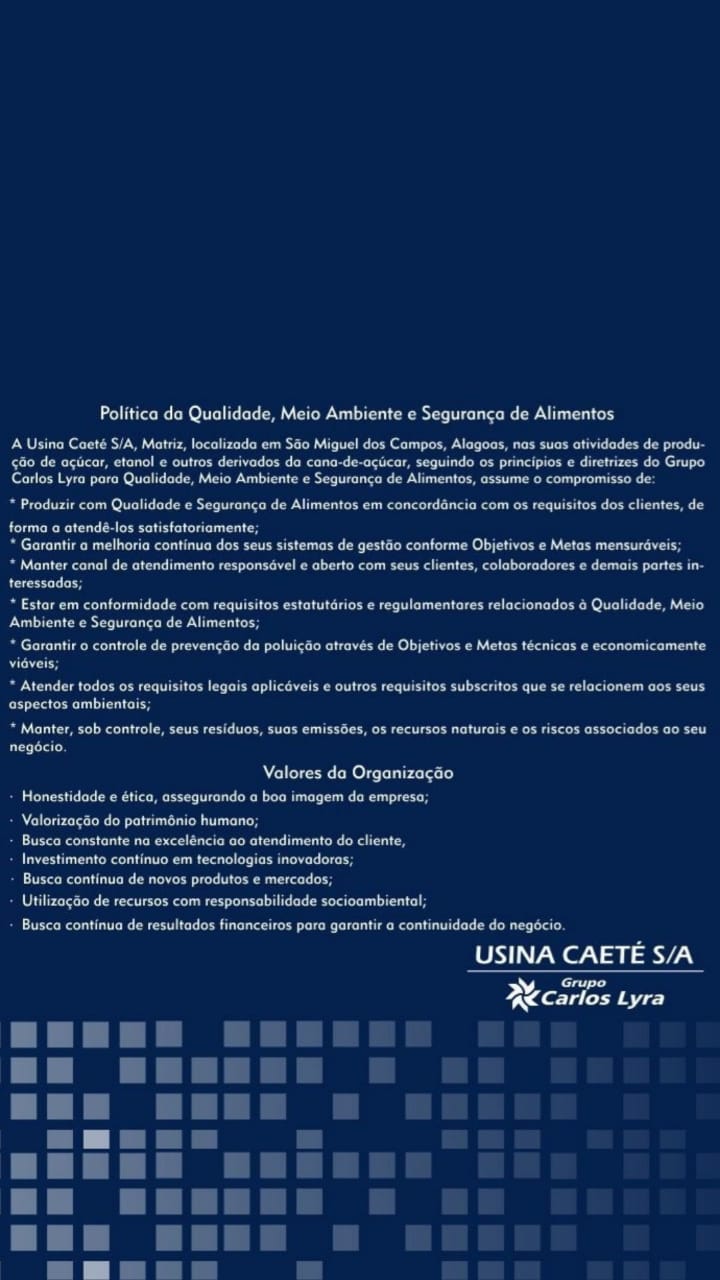 Política da Qualidade, Meio Ambiente e Segurança de Alimentos
A Usina Caeté S/A, Matriz, localizada em São Miguel dos Campos, Alagoas, nas suas atividades de produ-
ção de açúcar, etanol e outros derivados da cana-de-açúcar, seguindo os princípios e diretrizes do Grupo
Carlos Lyra para Qualidade, Meio Ambiente e Segurança de Alimentos, assume o compromisso de:
* Produzir com Qualidade e Segurança de Alimentos em concordância com os requisitos dos clientes, de
forma a atendê-los satisfatoriamente;
* Garantir a melhoria contínua dos seus sistemas de gestão conforme Objetivos e Metas mensuráveis;
* Manter canal de atendimento responsável e aberto com seus clientes, colaboradores e demais partes in-
teressadas;
* Estar em conformidade com requisitos estatutários e regulamentares relacionados à Qualidade, Meio
Ambiente e Segurança de Alimentos;
* Garantir o controle de prevenção da poluição através de Objetivos e Metas técnicas e economicamente
viáveis;
* Atender todos os requisitos legais aplicáveis e outros requisitos subscritos que se relacionem aos seus
aspectos ambientais;
* Manter, sob controle, seus resíduos, suas emissões, os recursos naturais e os riscos associados ao seu
negócio.
Valores da Organização
· Honestidade e ética, assegurando a boa imagem da empresa;
· Valorização do patrimônio humano;
· Busca constante na excelência ao atendimento do cliente,
· Investimento contínuo em tecnologias inovadoras;
· Busca contínua de novos produtos e mercados;
· Utilização de recursos com responsabilidade socioambiental;
· Busca contínua de resultados financeiros para garantir a continuidade do negócio.
USINA CAETÉ S/A
Grupo
Carlos Lyra